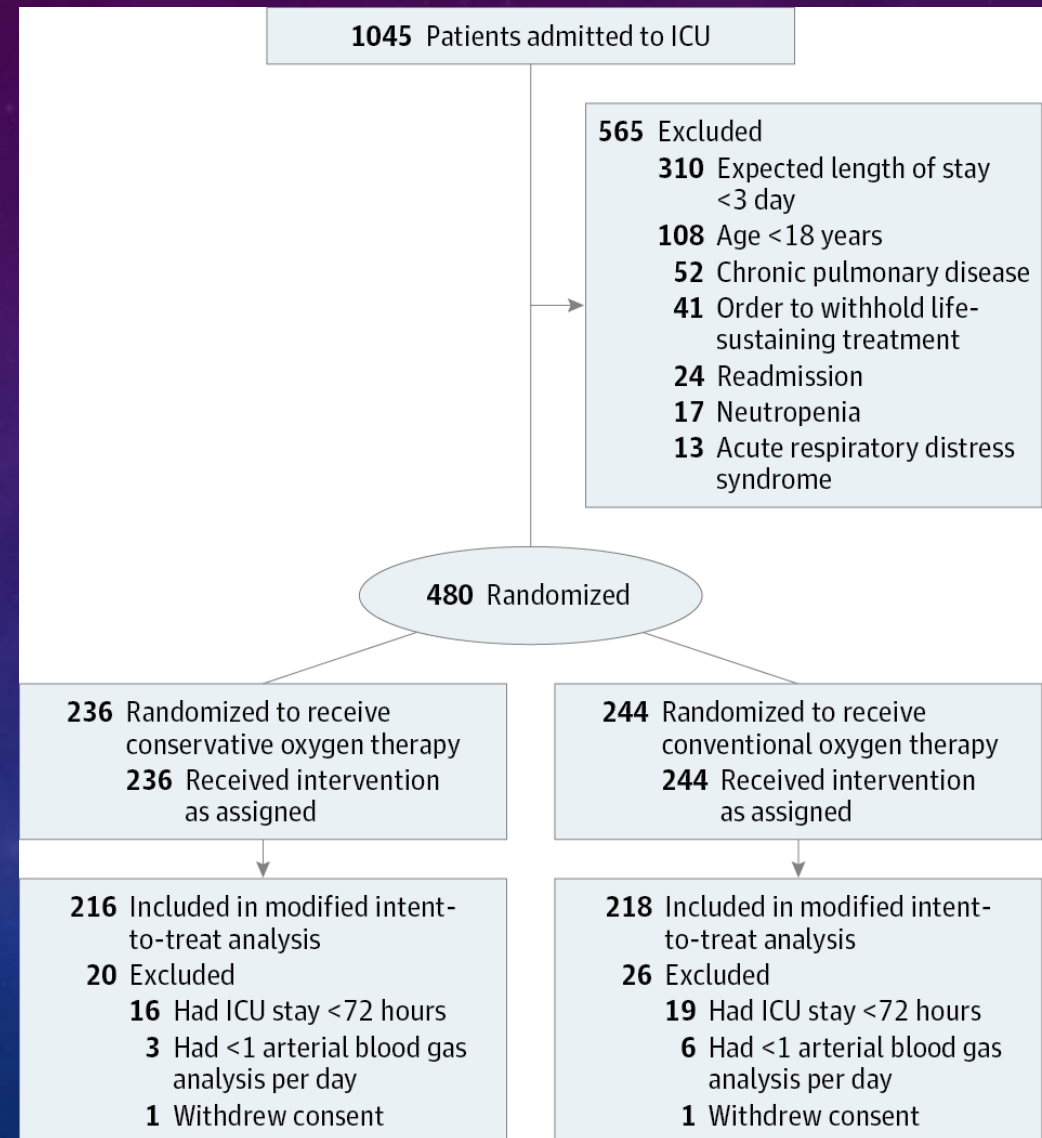 1045 Patients admitted to ICU
565 Excluded
310 Expected length of stay
<3 day
108 Age <18 years
52 Chronic pulmonary disease
41 Order to withhold life-
sustaining treatment
24 Readmission
17 Neutropenia
13 Acute respiratory distress
syndrome
480 Randomized
236 Randomized to receive
conservative oxygen therapy
236 Received intervention
as assigned
244 Randomized to receive
conventional oxygen therapy
244 Received intervention
as assigned
216 Included in modified intent-
to-treat analysis
20 Excluded
16 Had ICU stay <72 hours
3 Had <1 arterial blood gas
analysis per day
1 Withdrew consent
218 Included in modified intent-
to-treat analysis
26 Excluded
19 Had ICU stay <72 hours
6 Had <1 arterial blood gas
analysis per day
1 Withdrew consent